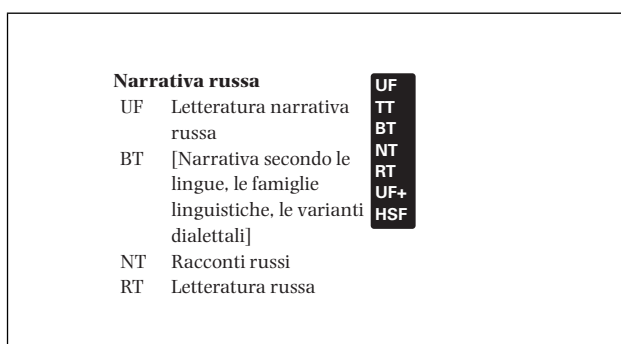 Narrativa russa
UF Letteratura narrativa
russa
BT [Narrativa secondo le
lingue, le famiglie
linguistiche, le varianti
dialettali]
NT Racconti russi
RT Letteratura russa
UF
TT
BT
NT
RT
UF+
HSF